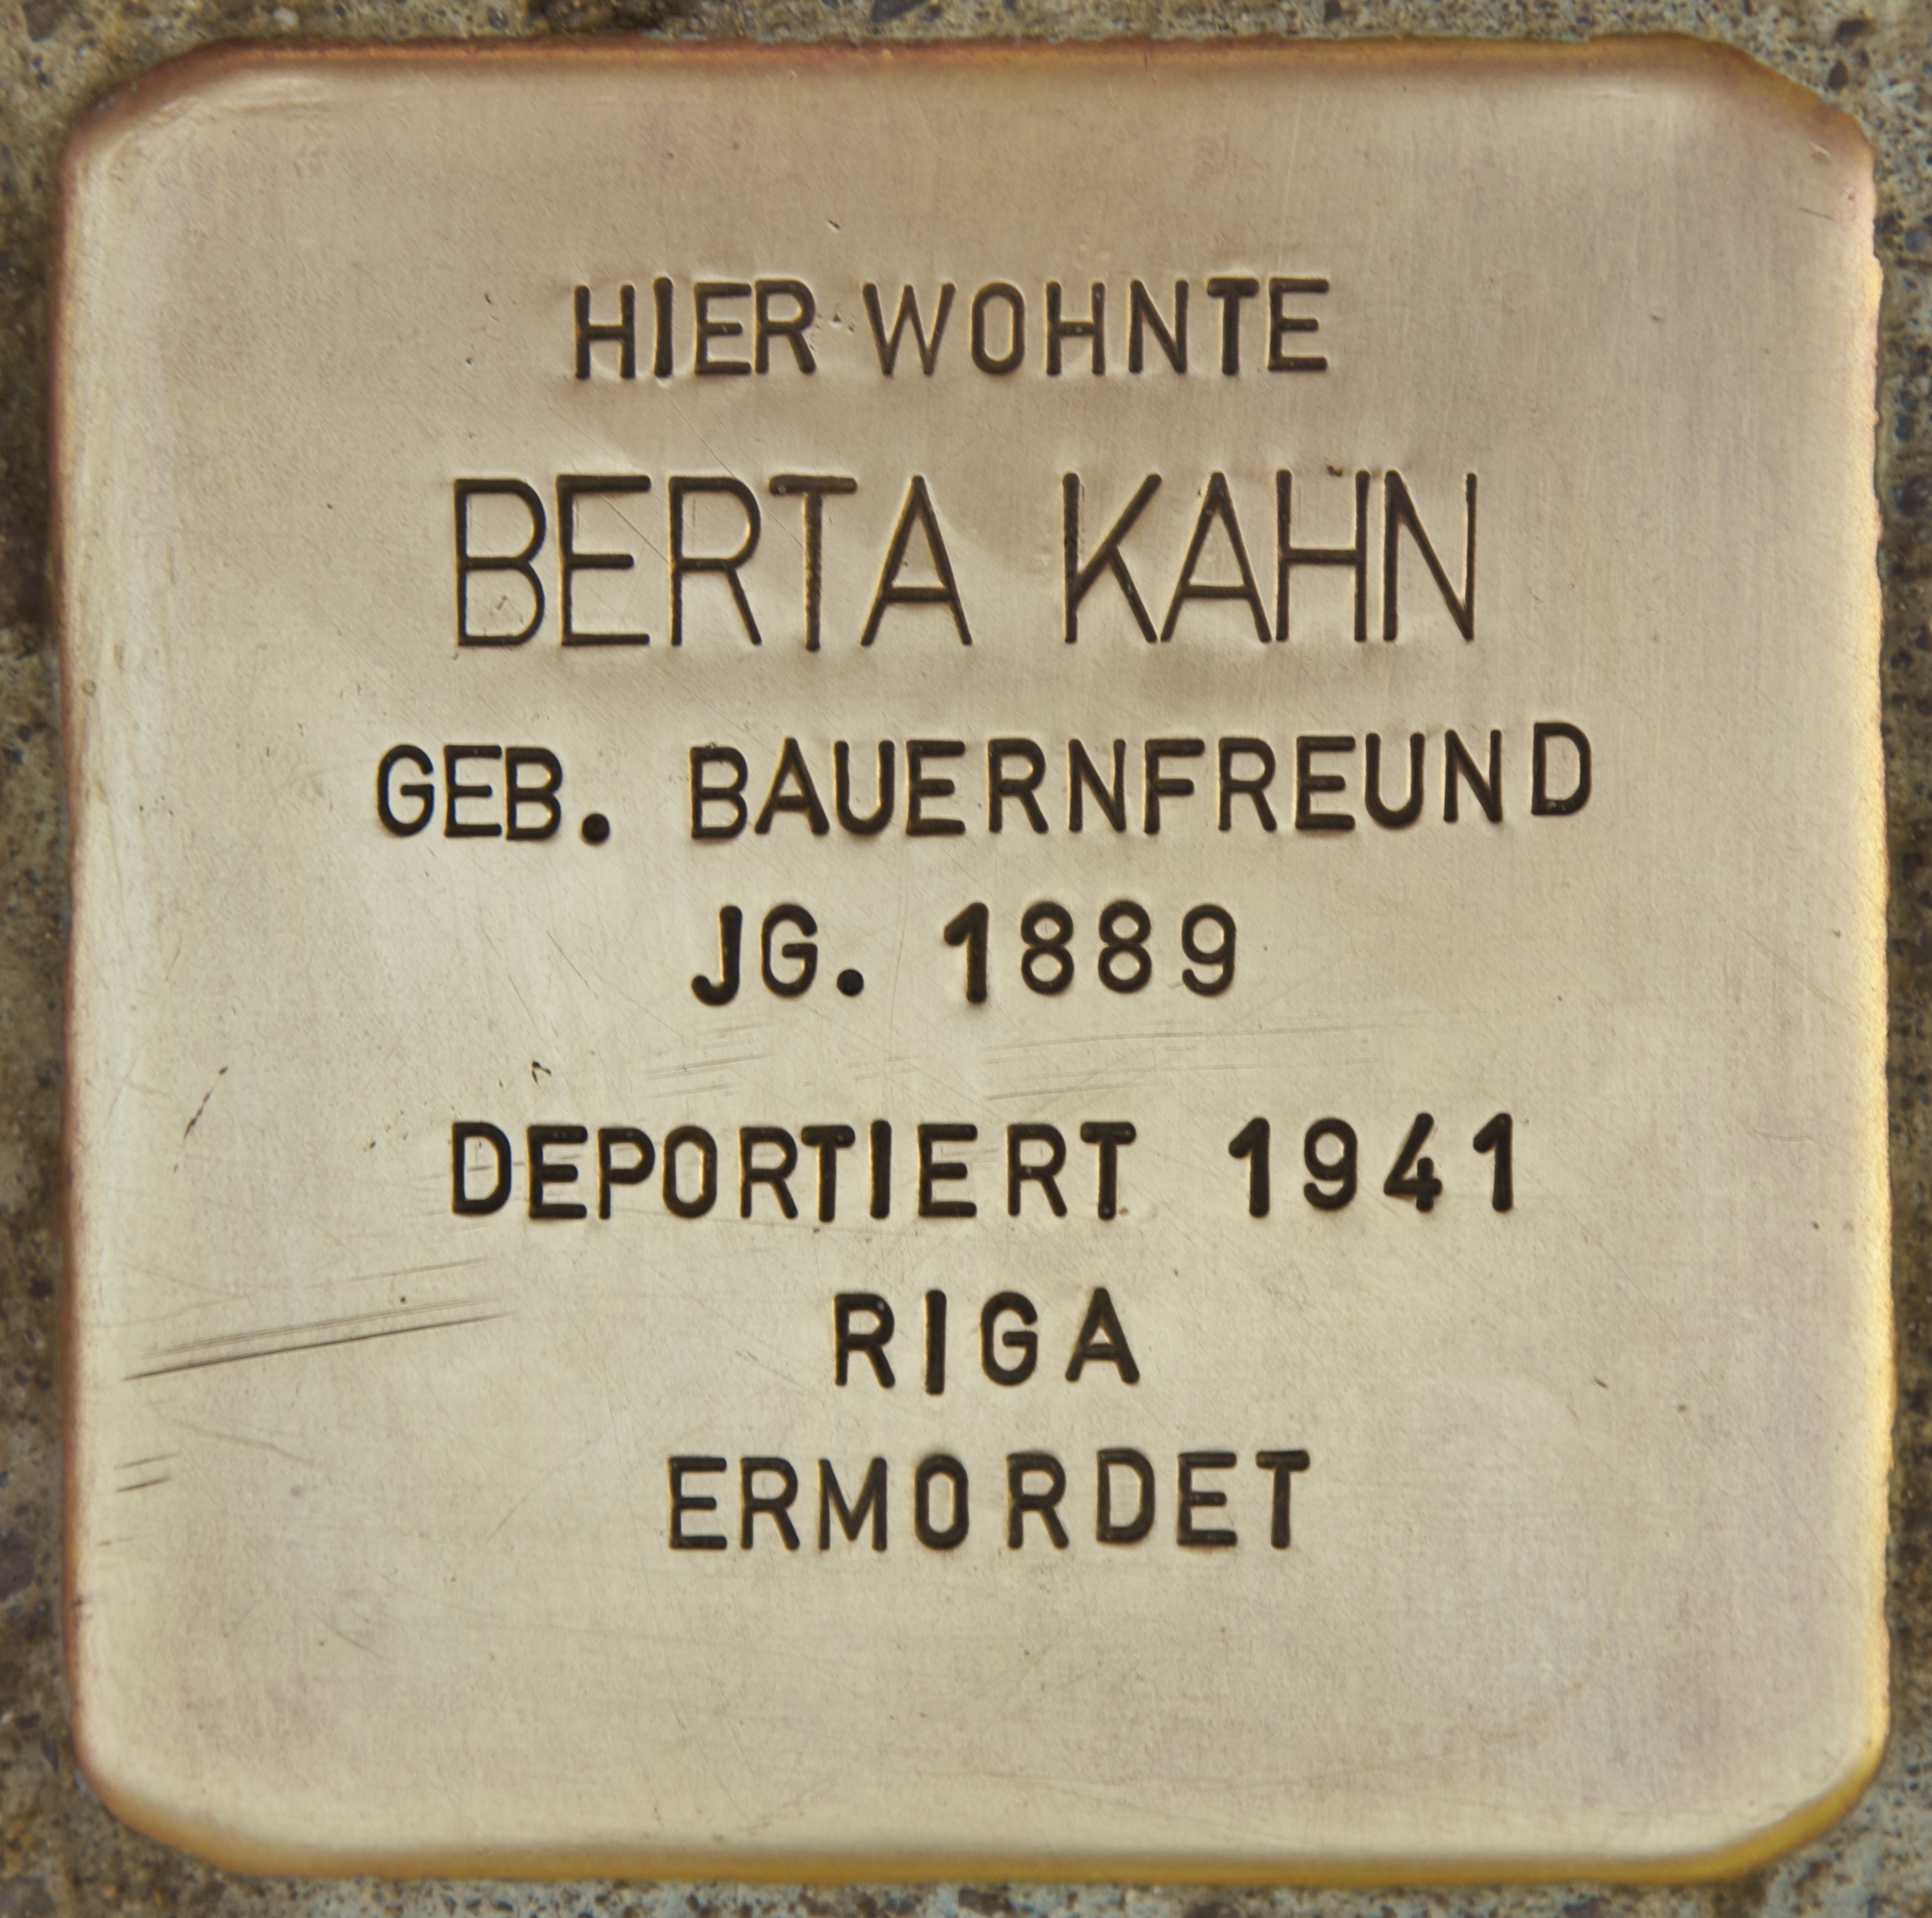 HIER WOHNTE
BERTA KAHN
GEB. BAUERNFREUND
JG. 1889
DEPORTIERT 1941
RIGA
ERMORDET